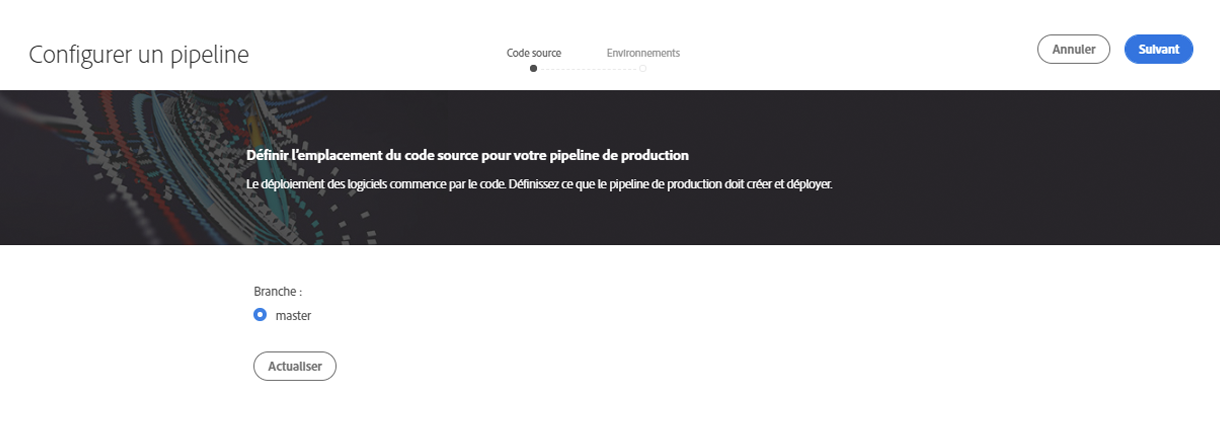 Configurer un pipeline
Code source
Environnements
Annuler
Suivant
Définir l’emplacement du code source pour votre pipeline de production
Le déploiement des logiciels commence par le code. Définissez ce que le pipeline de production doit créer et déployer.
Branche :
master
Actualiser